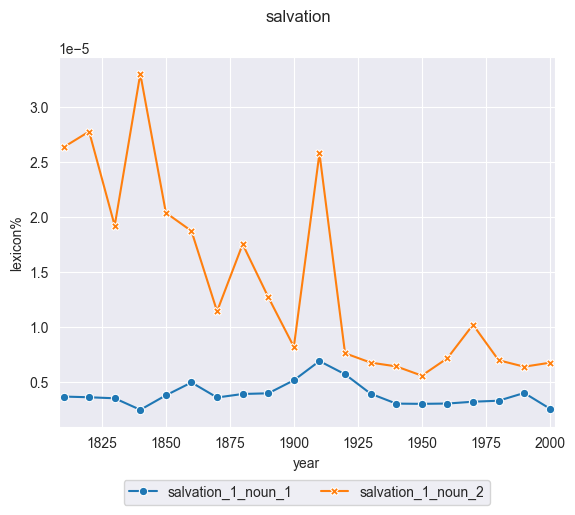 salvation
1e−5
3.0
2.5
2.0
1.5
1.0
0.5
lexicon%
1825 1850 1875 1900 1925 1950 1975 2000
year
salvation_1_noun_1 salvation_1_noun_2